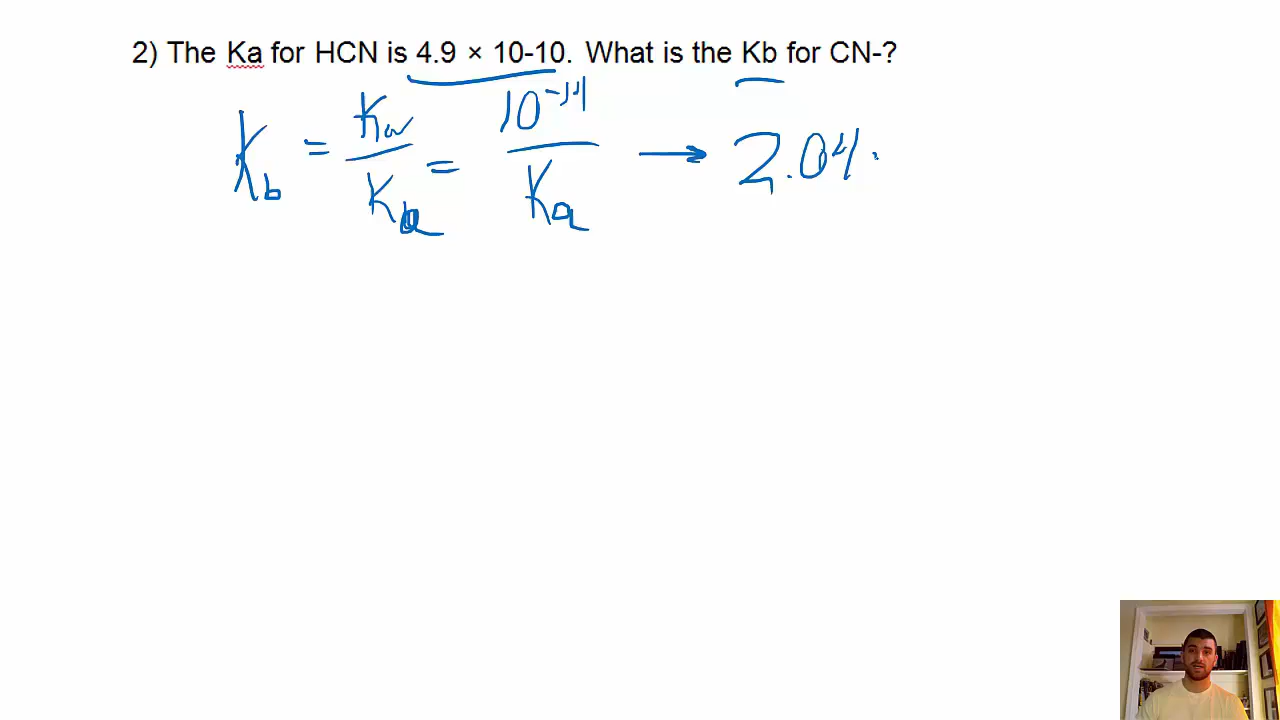 2) The Ka for HCN is 4.9 × 10-10. What is the Kb for CN-?
Kb = Kw/Ka = 10^-14/Ka → 2.04·